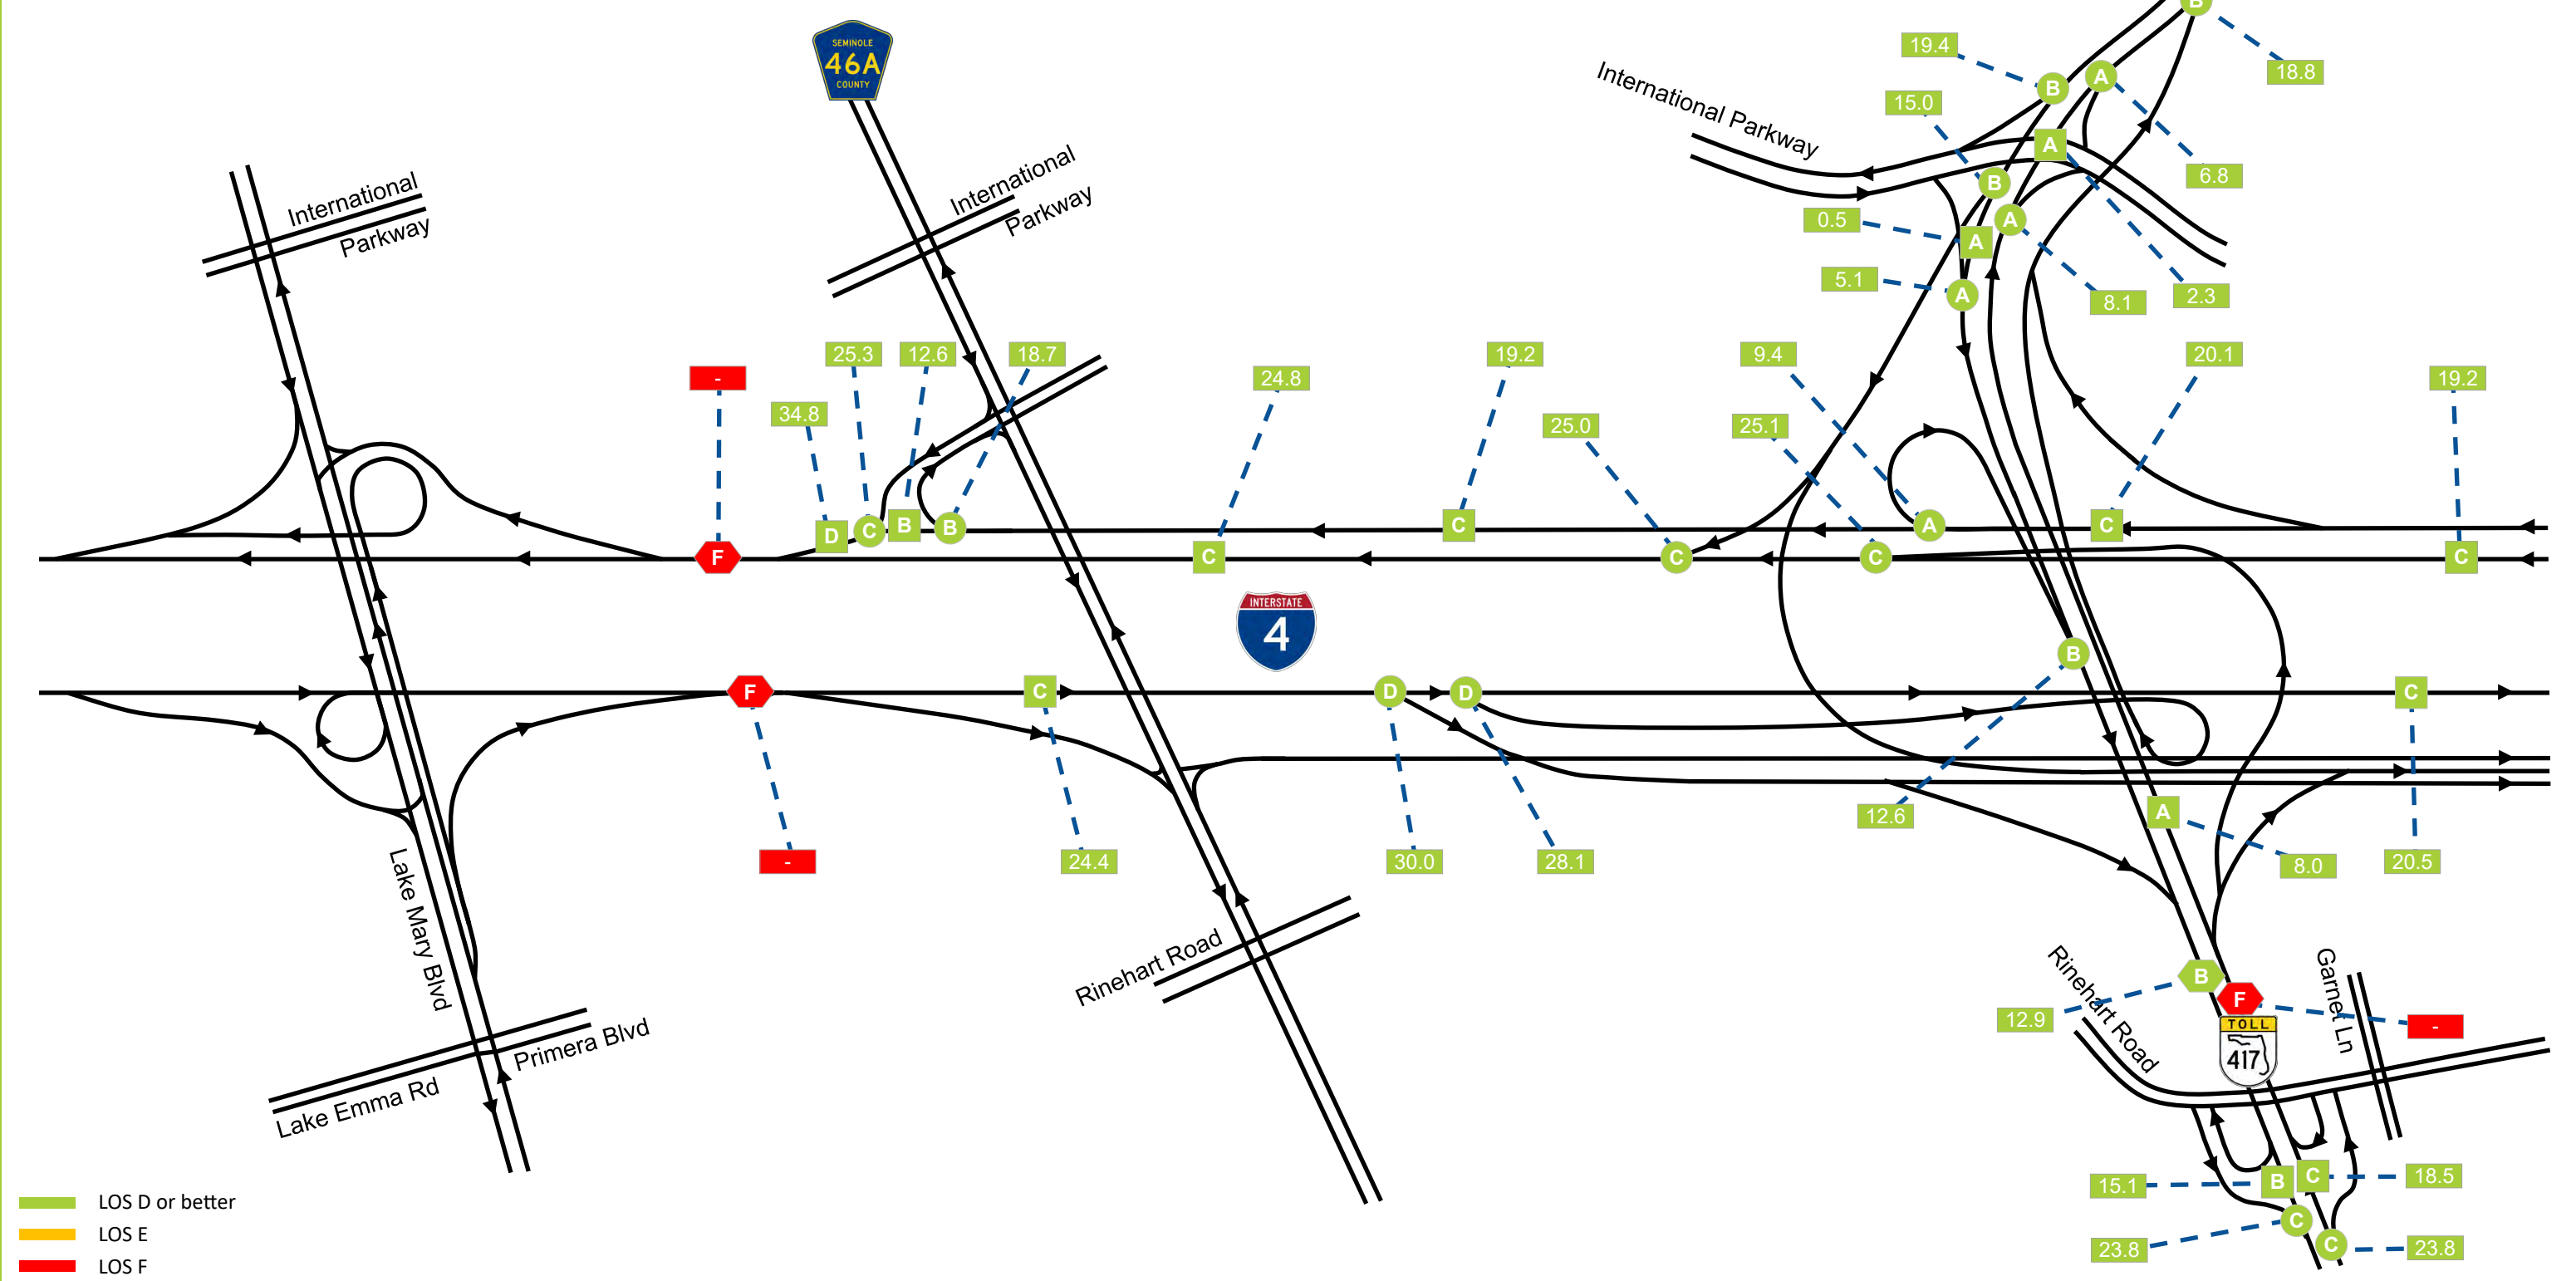 B
SEMINOLE
46A
COUNTY
19.4
18.8
B
A
International Parkway
15.0
A
6.8
International
Parkway
International
Parkway
B
0.5
A
A
5.1
A
8.1
2.3
25.3
12.6
18.7
19.2
9.4
20.1
-
24.8
19.2
34.8
25.0
25.1
D
C
B
B
C
A
C
F
C
C
C
C
INTERSTATE
4
B
F
C
D
D
C
12.6
A
-
24.4
30.0
28.1
8.0
20.5
Lake Mary Blvd
Rinehart Road
Rinehart Road
Garnet Ln
B
F
12.9
-
TOLL
417
Primera Blvd
Lake Emma Rd
15.1
B
C
18.5
23.8
C
C
23.8
LOS D or better
LOS E
LOS F